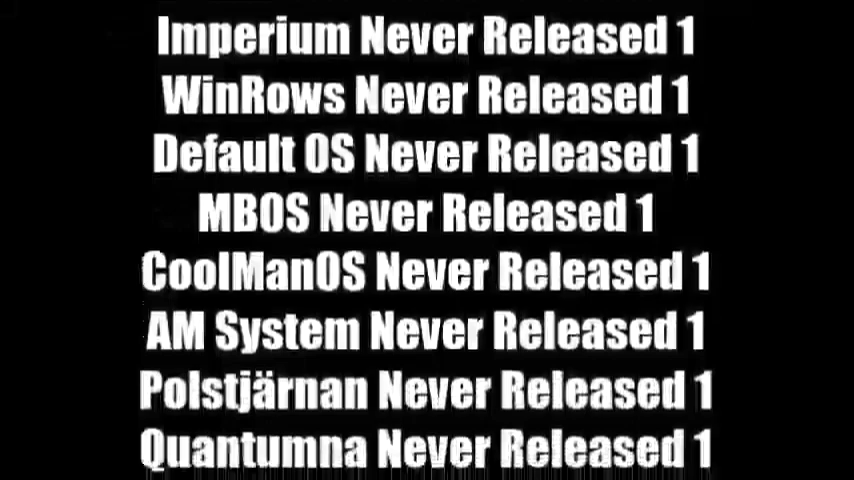 Imperium Never Released 1
WinRows Never Released 1
Default OS Never Released 1
MBOS Never Released 1
CoolManOS Never Released 1
AM System Never Released 1
Polstjärnan Never Released 1
Quantumna Never Released 1